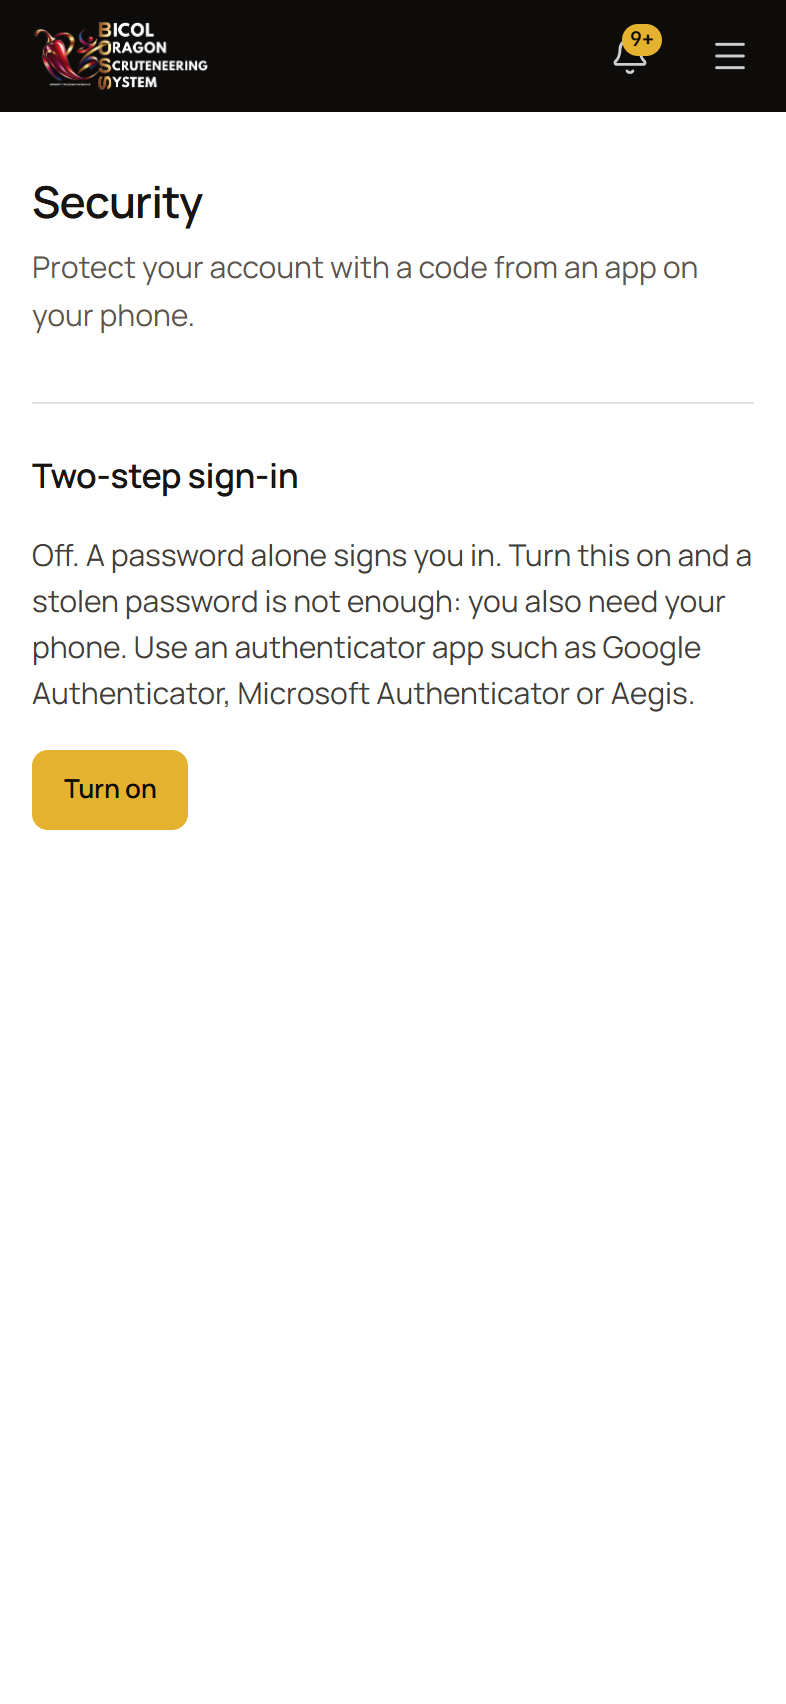 BICOL
DRAGON
SCRUTENEERING
SYSTEM
9+
Security
Protect your account with a code from an app on
your phone.
Two-step sign-in
Off. A password alone signs you in. Turn this on and a
stolen password is not enough: you also need your
phone. Use an authenticator app such as Google
Authenticator, Microsoft Authenticator or Aegis.
Turn on